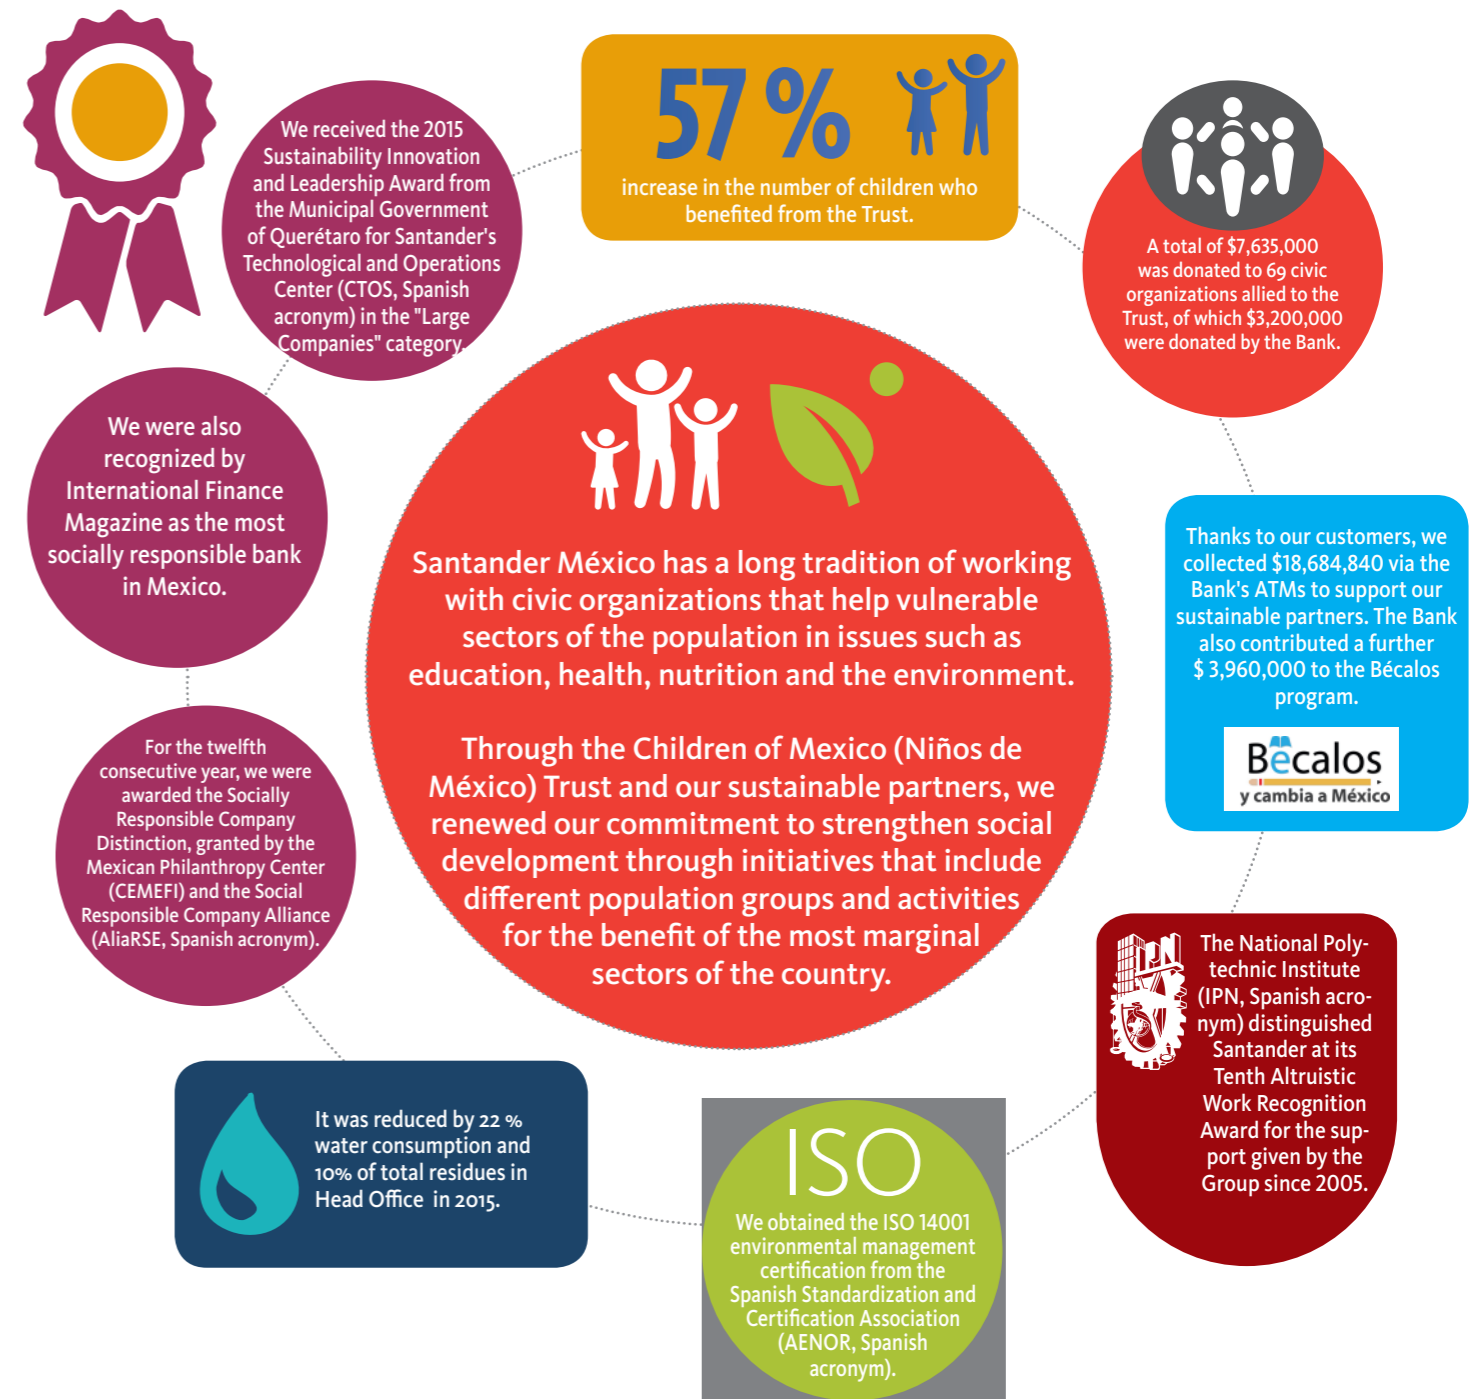 We received the 2015
Sustainability Innovation
and Leadership Award from
the Municipal Government
of Querétaro for Santander's
Technological and Operations
Center (CTOS, Spanish
acronym) in the "Large
Companies" category.
57 %
increase in the number of children who
benefited from the Trust.
A total of $7,635,000
was donated to 69 civic
organizations allied to the
Trust, of which $3,200,000
were donated by the Bank.
We were also
recognized by
International Finance
Magazine as the most
socially responsible bank
in Mexico.
Santander México has a long tradition of working
with civic organizations that help vulnerable
sectors of the population in issues such as
education, health, nutrition and the environment.
Through the Children of Mexico (Niños de
México) Trust and our sustainable partners, we
renewed our commitment to strengthen social
development through initiatives that include
different population groups and activities
for the benefit of the most marginal
sectors of the country.
Thanks to our customers, we
collected $18,684,840 via the
Bank's ATMs to support our
sustainable partners. The Bank
also contributed a further
$ 3,960,000 to the Bécalos
program.
Bécalos
y cambia a México
For the twelfth
consecutive year, we were
awarded the Socially
Responsible Company
Distinction, granted by the
Mexican Philanthropy Center
(CEMEFI) and the Social
Responsible Company Alliance
(AliaRSE, Spanish acronym).
The National Poly-
technic Institute
(IPN, Spanish acro-
nym) distinguished
Santander at its
Tenth Altruistic
Work Recognition
Award for the sup-
port given by the
Group since 2005.
It was reduced by 22 %
water consumption and
10% of total residues in
Head Office in 2015.
ISO
We obtained the ISO 14001
environmental management
certification from the
Spanish Standardization and
Certification Association
(AENOR, Spanish
acronym).